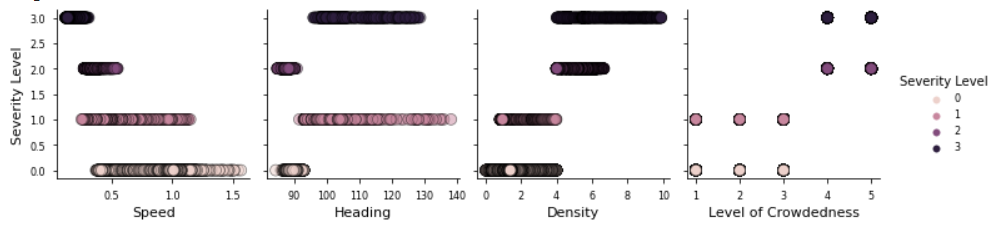 3.0
2.5
2.0
1.5
1.0
0.5
0.0
Severity Level
0.5 1.0 1.5
Speed
90 100 110 120 130 140
Heading
0 2 4 6 8 10
Density
1 2 3 4 5
Level of Crowdedness
Severity Level
0
1
2
3